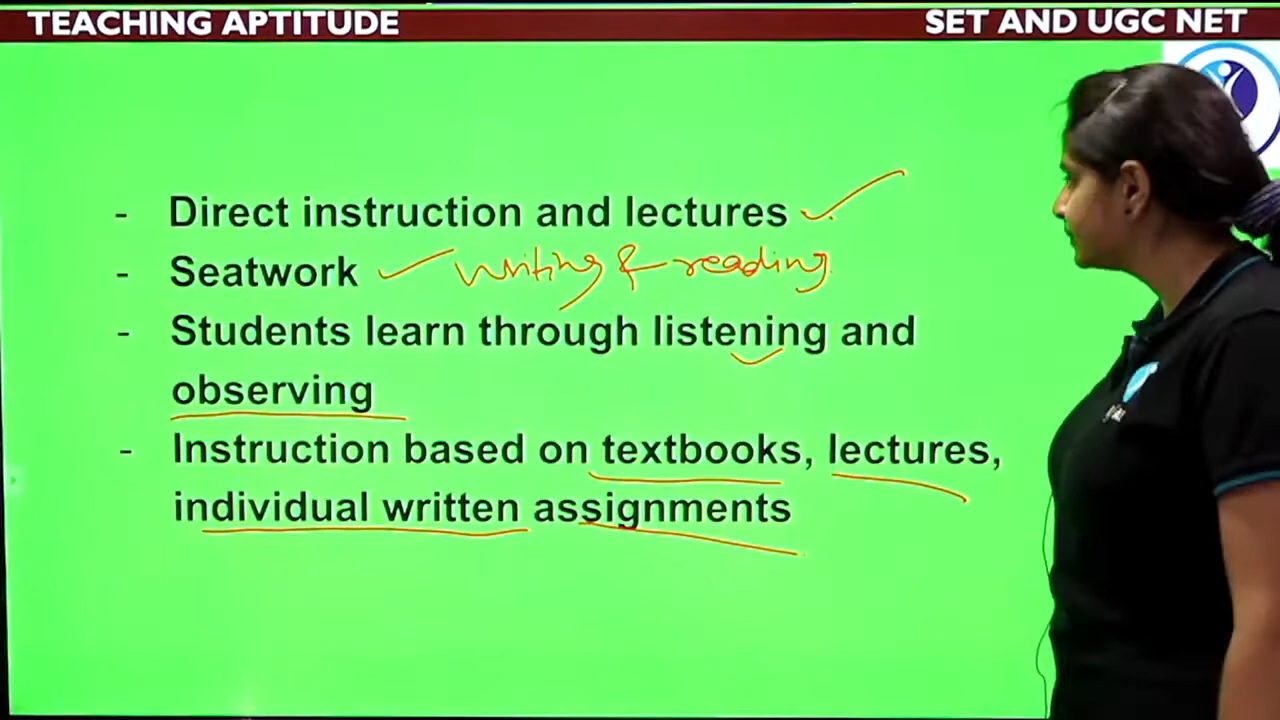 TEACHING APTITUDE SET AND UGC NET
- Direct instruction and lectures
- Seatwork writing & reading
- Students learn through listening and
observing
- Instruction based on textbooks, lectures,
individual written assignments